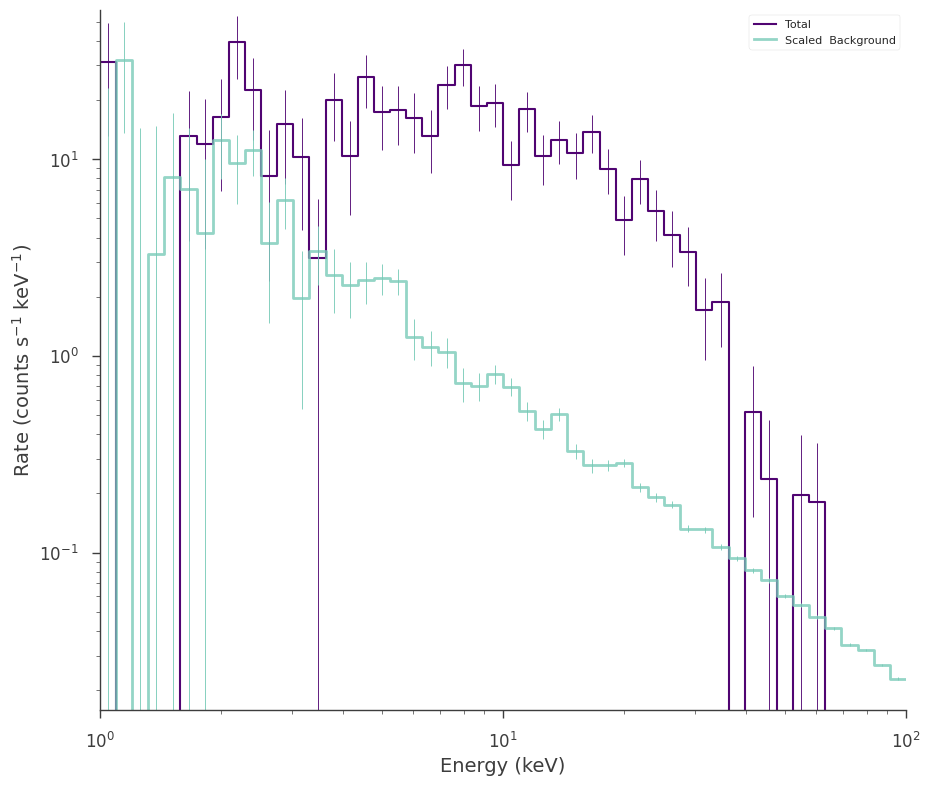 Total
Scaled  Background
Rate (counts s⁻¹ keV⁻¹)
10¹
10⁰
10⁻¹
10⁰
10¹
10²
Energy (keV)